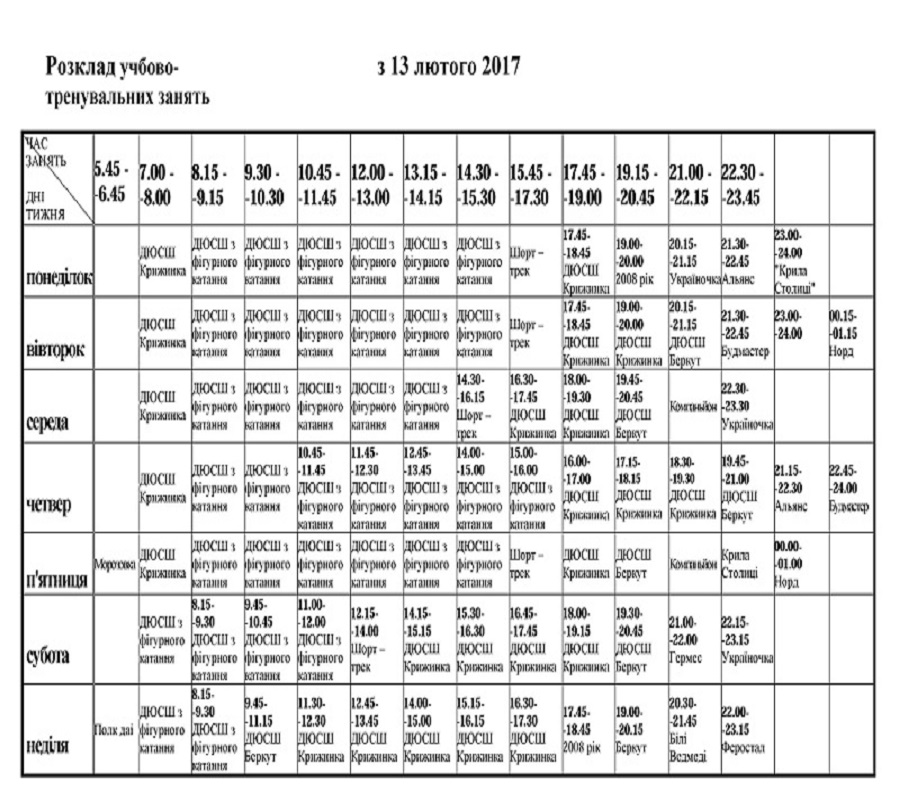 Розклад учбово-
з 13 лютого 2017
тренувальних занять
ЧАС ЗАНЯТЬ ДНІ ТИЖНЯ 5.45 - -6.45 7.00 - -8.00 8.15 - -9.15 9.30 - -10.30 10.45 - -11.45 12.00 - -13.00 13.15 - -14.15 14.30 - -15.30 15.45 - -17.30 17.45 - -19.00 19.15 - -20.45 21.00 - -22.15 22.30 - -23.45
понеділок ДЮСШ Крижинка ДЮСШ з фігурного катання ДЮСШ з фігурного катання ДЮСШ з фігурного катання ДЮСШ з фігурного катання ДЮСШ з фігурного катання ДЮСШ з фігурного катання Шорт – трек 17.45- -18.45 ДЮСШ Крижинка 19.00- -20.00 2008 рік 20.15- -21.15 Україночка 21.30- -22.45 Альянс 23.00- -24.00 "Крила Столиці"
вівторок ДЮСШ Крижинка ДЮСШ з фігурного катання ДЮСШ з фігурного катання ДЮСШ з фігурного катання ДЮСШ з фігурного катання ДЮСШ з фігурного катання ДЮСШ з фігурного катання Шорт – трек 17.45- -18.45 ДЮСШ Крижинка 19.00- -20.00 ДЮСШ Крижинка 20.15- -21.15 ДЮСШ Беркут 21.30- -22.45 Будмастер 23.00- -24.00 00.15- -01.15 Норд
середа ДЮСШ Крижинка ДЮСШ з фігурного катання ДЮСШ з фігурного катання ДЮСШ з фігурного катання ДЮСШ з фігурного катання ДЮСШ з фігурного катання 14.30- -16.15 Шорт – трек 16.30- -17.45 ДЮСШ Крижинка 18.00- -19.30 ДЮСШ Крижинка 19.45- -20.45 ДЮСШ Беркут Компаньйон 22.30- -23.30 Україночка
четвер ДЮСШ Крижинка ДЮСШ з фігурного катання ДЮСШ з фігурного катання 10.45- -11.45 ДЮСШ з фігурного катання 11.45- -12.30 ДЮСШ з фігурного катання 12.45- -13.45 ДЮСШ з фігурного катання 14.00- -15.00 ДЮСШ з фігурного катання 15.00- -16.00 ДЮСШ з фігурного катання 16.00- -17.00 ДЮСШ Крижинка 17.15- -18.15 ДЮСШ Крижинка 18.30- -19.30 ДЮСШ Крижинка 19.45- -21.00 ДЮСШ Беркут 21.15- -22.30 Альянс 22.45- -24.00 Будмастер
п'ятниця ДЮСШ Крижинка ДЮСШ з фігурного катання ДЮСШ з фігурного катання ДЮСШ з фігурного катання ДЮСШ з фігурного катання ДЮСШ з фігурного катання ДЮСШ з фігурного катання Шорт – трек ДЮСШ Крижинка ДЮСШ Беркут Компаньйон Крила Столиці 00.00- -01.00 Норд
субота ДЮСШ з фігурного катання 8.15- -9.30 ДЮСШ з фігурного катання 9.45- -10.45 ДЮСШ з фігурного катання 11.00- -12.00 ДЮСШ з фігурного катання 12.15- -14.00 Шорт – трек 14.15- -15.15 ДЮСШ Крижинка 15.30- -16.30 ДЮСШ Крижинка 16.45- -17.45 ДЮСШ Крижинка 18.00- -19.15 ДЮСШ Крижинка 19.30- -20.45 ДЮСШ Беркут 21.00- -22.00 Гермес 22.15- -23.15 Україночка
неділя Полк даі ДЮСШ з фігурного катання 8.15- -9.30 ДЮСШ з фігурного катання 9.45- -11.15 ДЮСШ Беркут 11.30- -12.30 ДЮСШ Крижинка 12.45- -13.45 ДЮСШ Крижинка 14.00- -15.00 ДЮСШ Крижинка 15.15- -16.15 ДЮСШ Крижинка 16.30- -17.30 ДЮСШ Крижинка 17.45- -18.45 2008 рік 19.00- -20.15 Беркут 20.30- -21.45 Білі Ведмеді 22.00- -23.15 Феростал